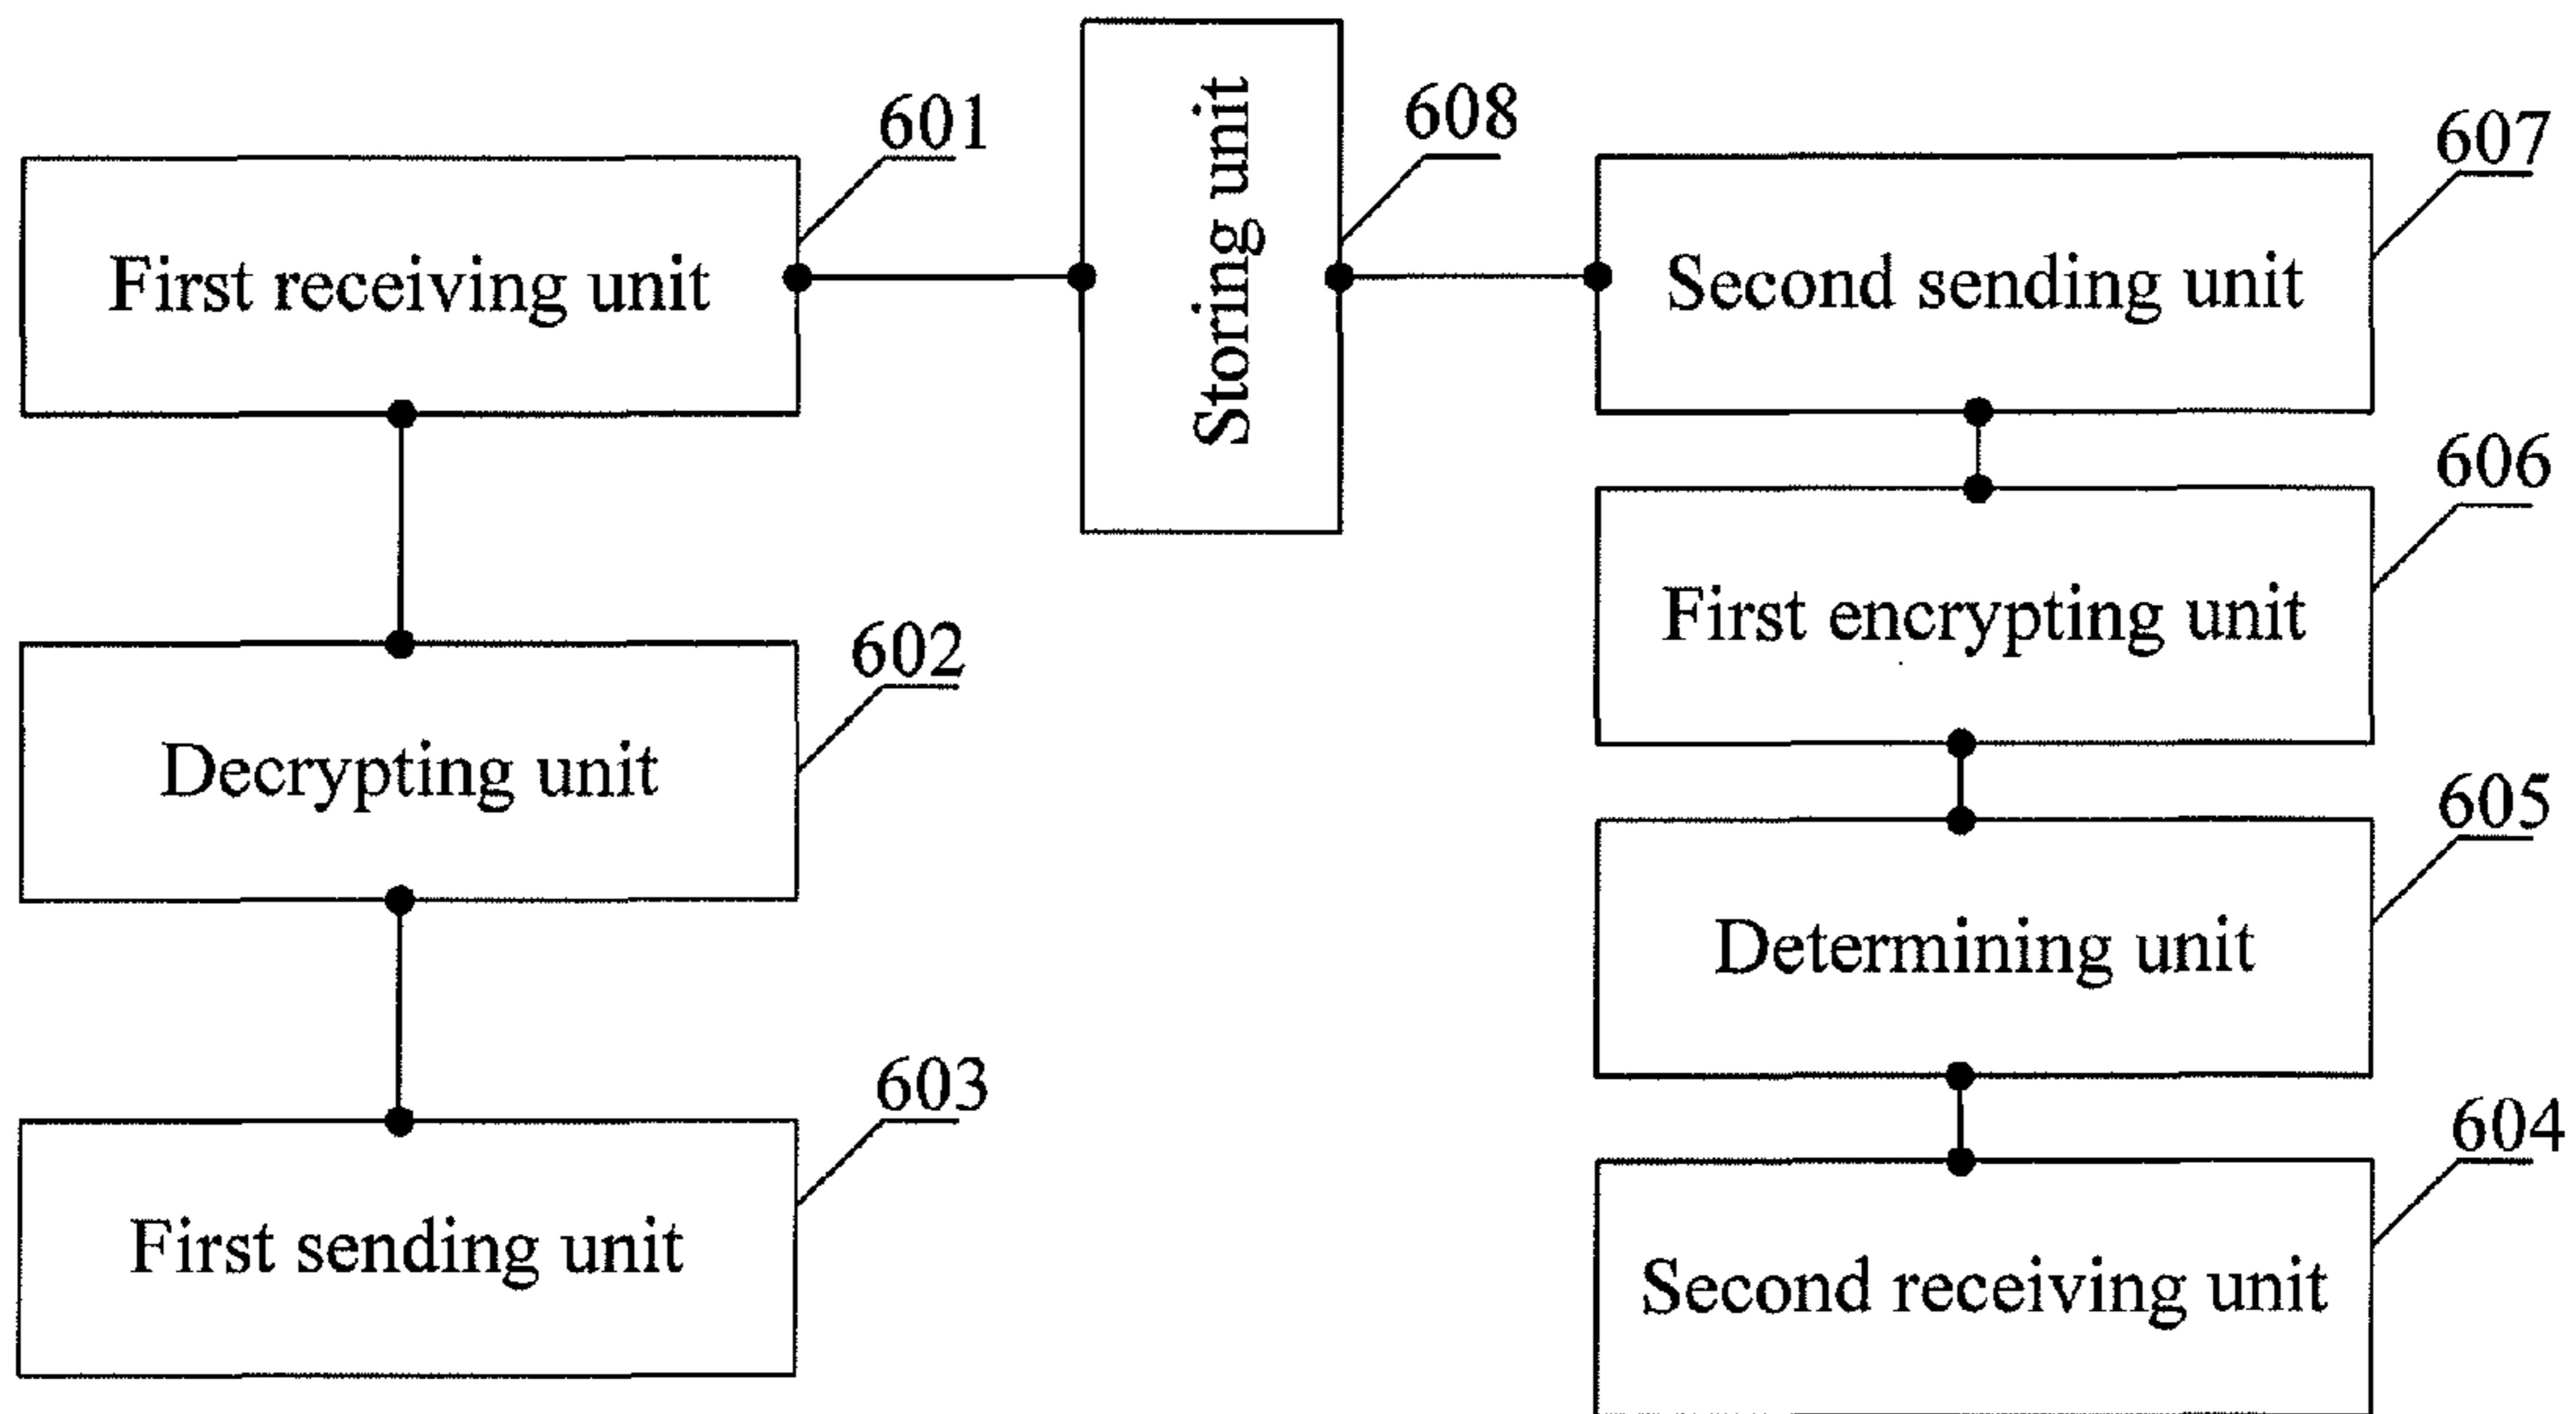 601
First receiving unit
Storing unit
608
607
Second sending unit
606
First encrypting unit
602
Decrypting unit
605
Determining unit
603
First sending unit
604
Second receiving unit